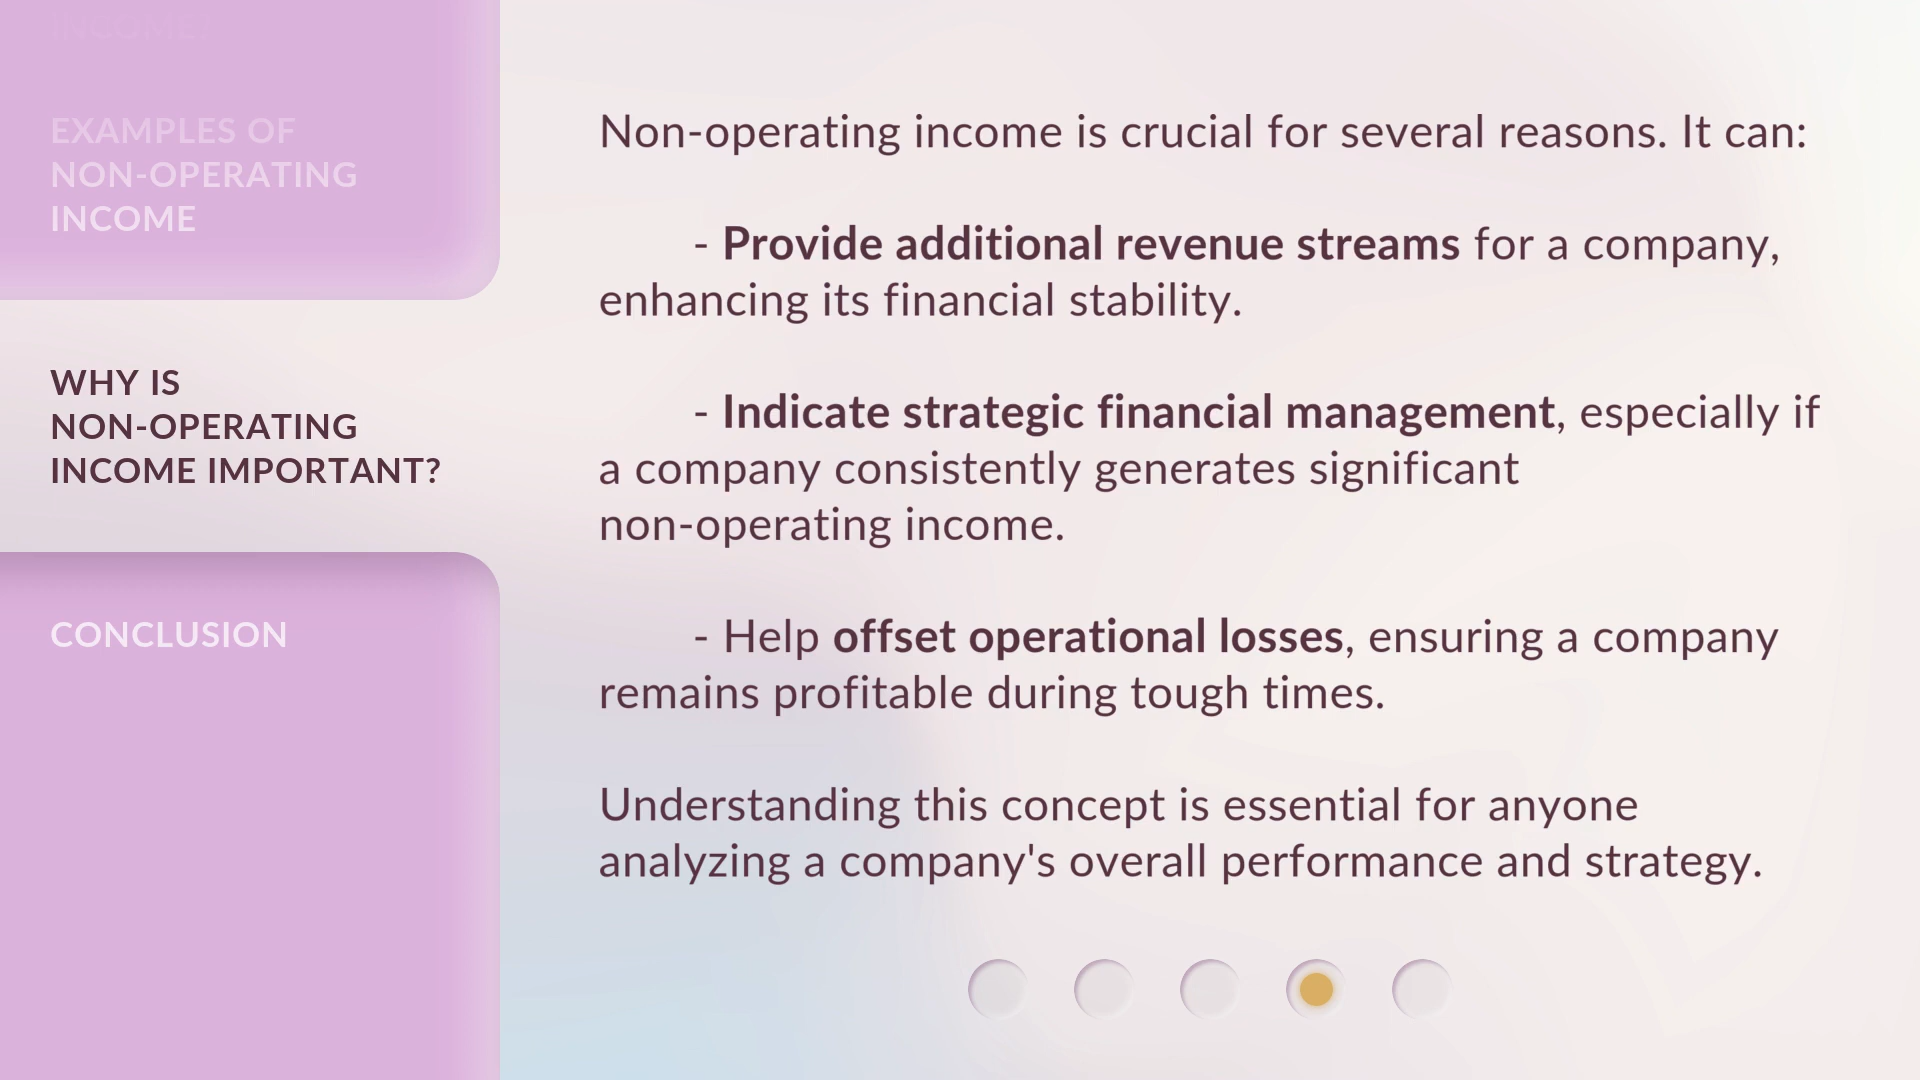 EXAMPLES OF
NON-OPERATING
INCOME
WHY IS
NON-OPERATING
INCOME IMPORTANT?
CONCLUSION
Non-operating income is crucial for several reasons. It can:
- Provide additional revenue streams for a company,
enhancing its financial stability.
- Indicate strategic financial management, especially if
a company consistently generates significant
non-operating income.
- Help offset operational losses, ensuring a company
remains profitable during tough times.
Understanding this concept is essential for anyone
analyzing a company's overall performance and strategy.